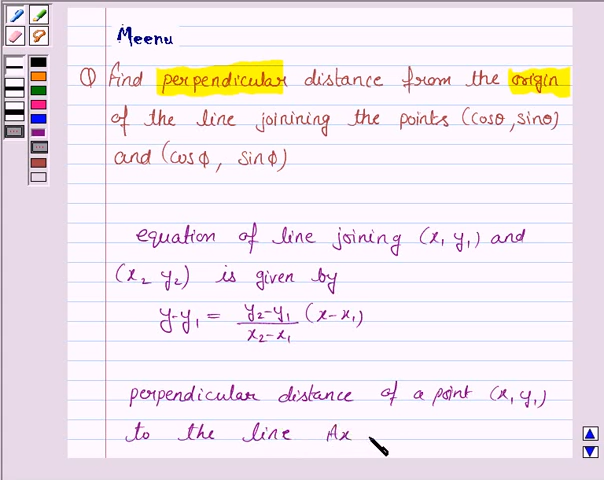 Meenu
Q Find perpendicular distance from the origin
of the line joinining the points (cosθ, sinθ)
and (cosϕ, sinϕ)
equation of line joining (x₁ y₁) and
(x₂ y₂) is given by
y-y₁ = y₂-y₁/x₂-x₁ (x-x₁)
perpendicular distance of a point (x₁ y₁)
to the line Ax